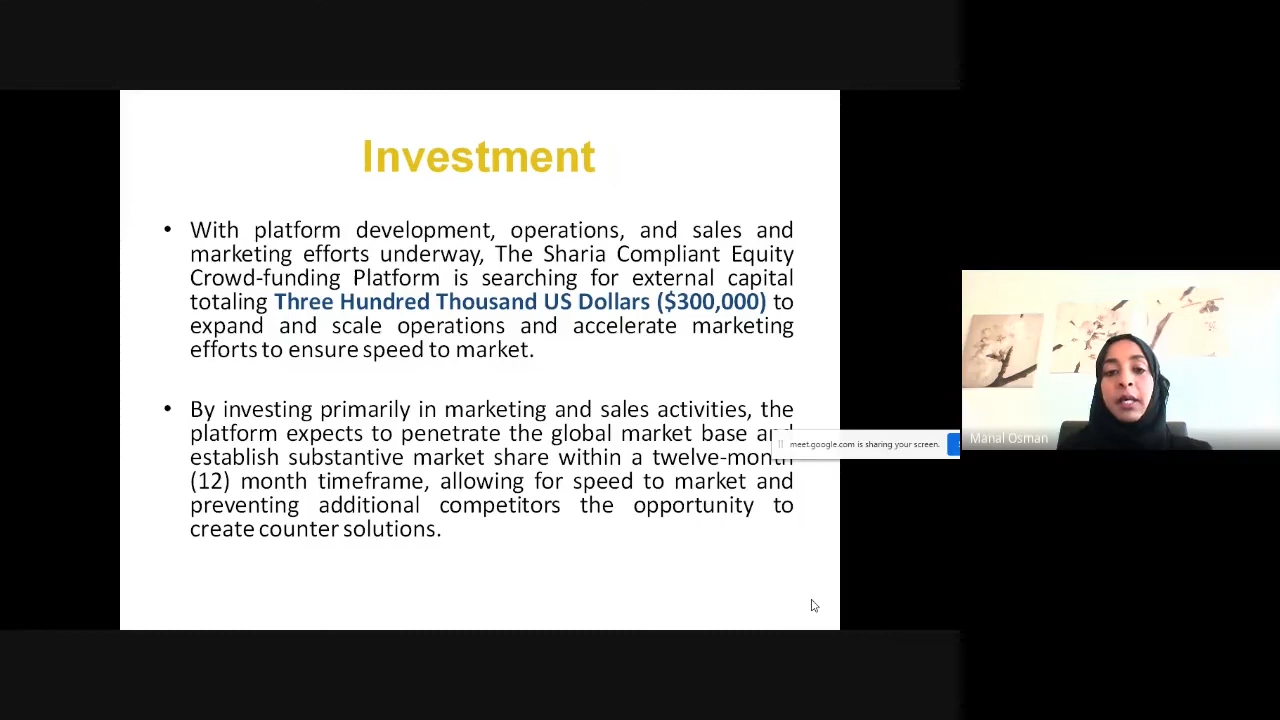 Investment
• With platform development, operations, and sales and
marketing efforts underway, The Sharia Compliant Equity
Crowd-funding Platform is searching for external capital
totaling Three Hundred Thousand US Dollars ($300,000) to
expand and scale operations and accelerate marketing
efforts to ensure speed to market.
• By investing primarily in marketing and sales activities, the
platform expects to penetrate the global market base and
establish substantive market share within a twelve-month
(12) month timeframe, allowing for speed to market and
preventing additional competitors the opportunity to
create counter solutions.
meet.google.com is sharing your screen.
Manal Osman